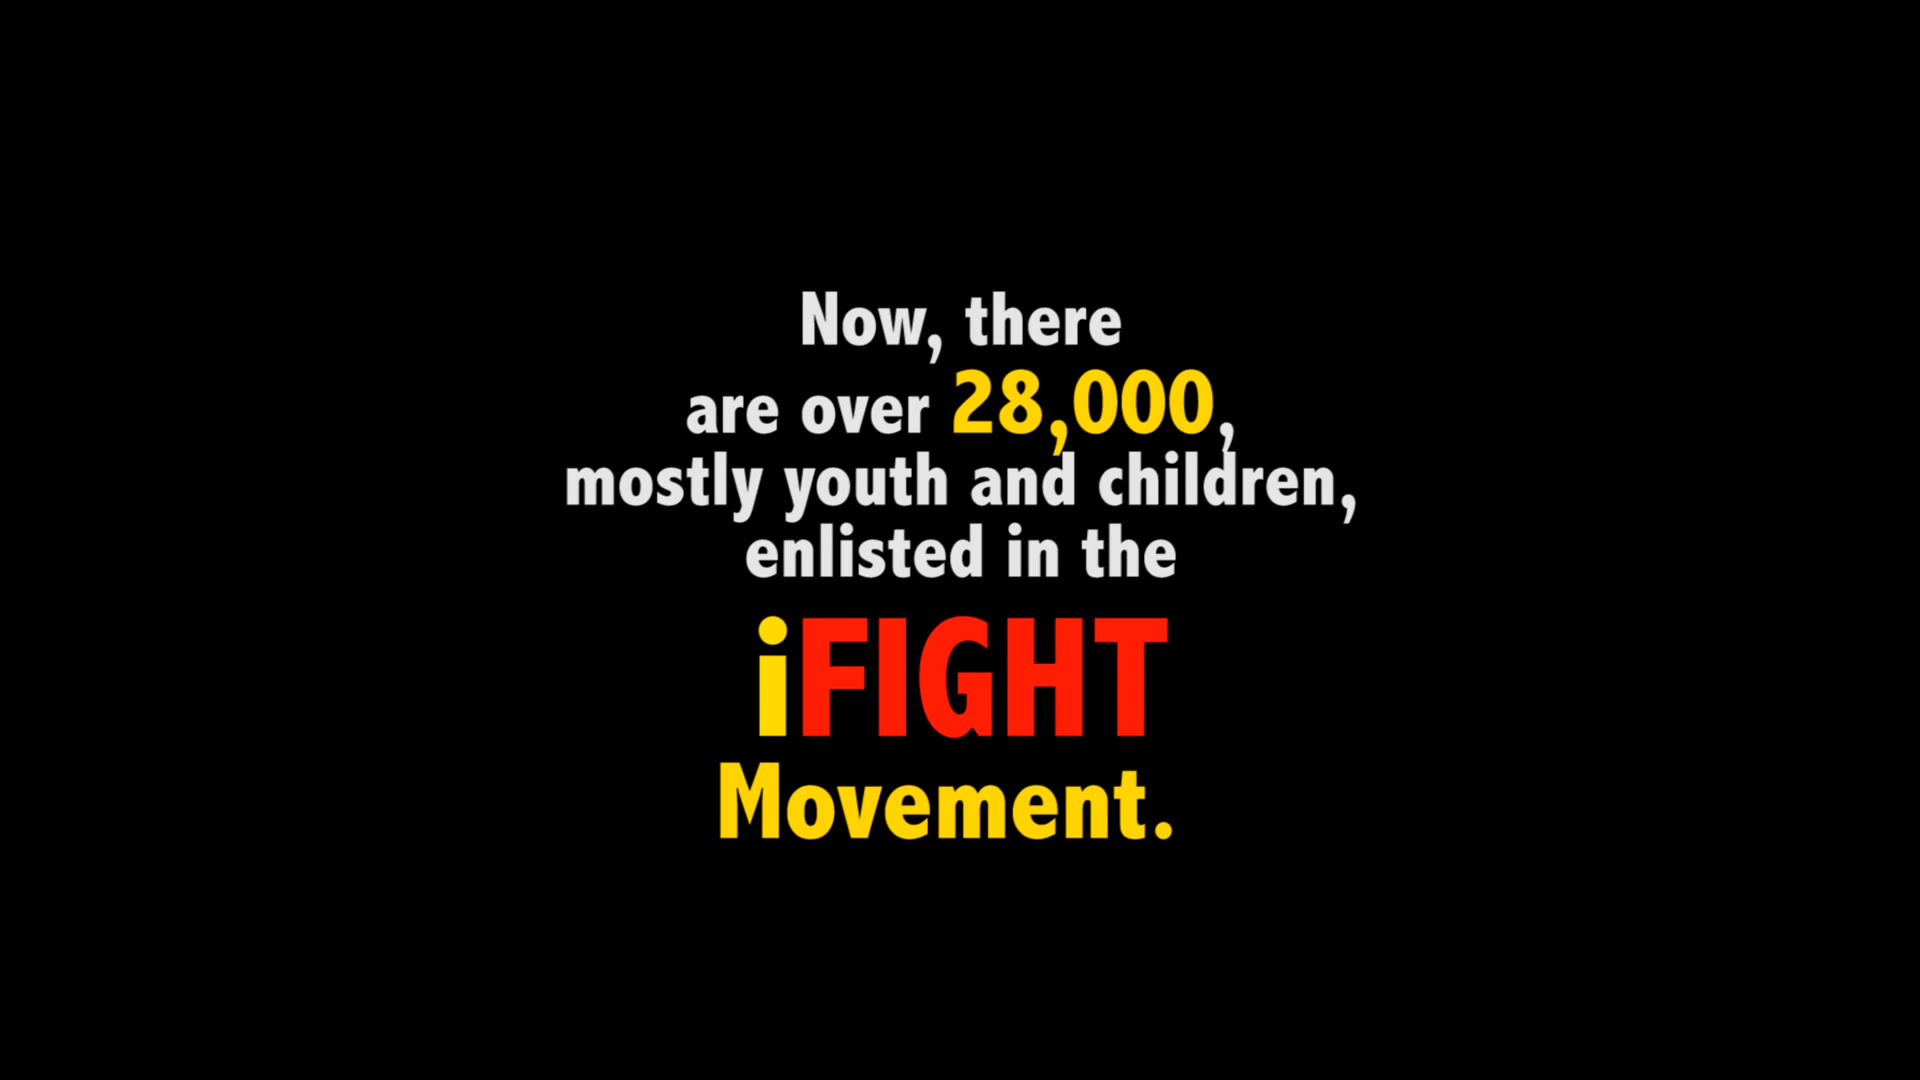 Now, there
are over 28,000,
mostly youth and children,
enlisted in the
iFIGHT
Movement.